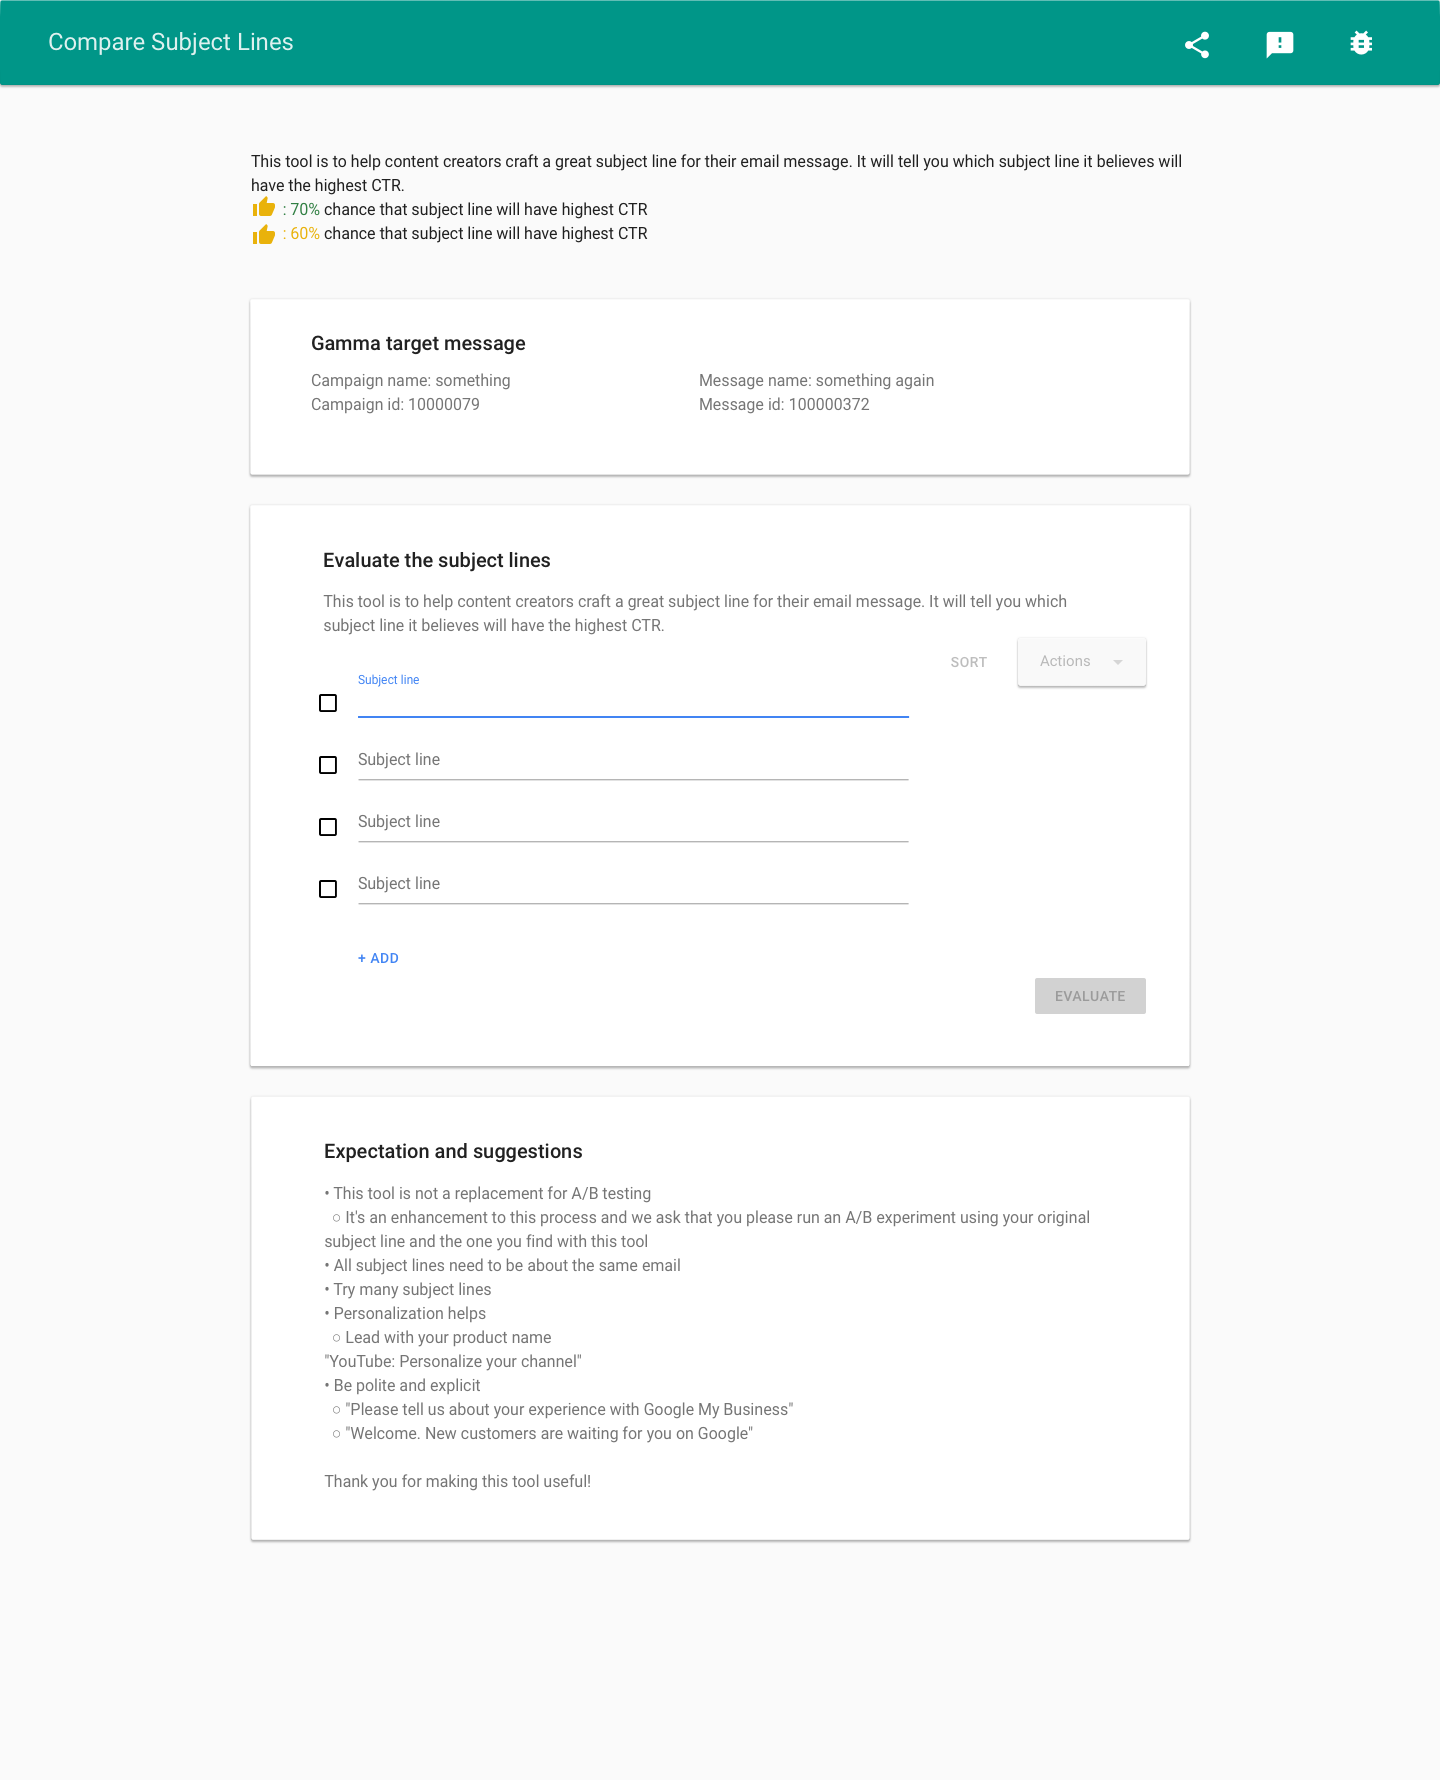 Compare Subject Lines
This tool is to help content creators craft a great subject line for their email message. It will tell you which subject line it believes will
have the highest CTR.
: 70% chance that subject line will have highest CTR
: 60% chance that subject line will have highest CTR
Gamma target message
Campaign name: something
Message name: something again
Campaign id: 10000079
Message id: 100000372
Evaluate the subject lines
This tool is to help content creators craft a great subject line for their email message. It will tell you which
subject line it believes will have the highest CTR.
SORT
Actions
Subject line
Subject line
Subject line
Subject line
+ ADD
EVALUATE
Expectation and suggestions
• This tool is not a replacement for A/B testing
○ It's an enhancement to this process and we ask that you please run an A/B experiment using your original
subject line and the one you find with this tool
• All subject lines need to be about the same email
• Try many subject lines
• Personalization helps
○ Lead with your product name
"YouTube: Personalize your channel"
• Be polite and explicit
○ "Please tell us about your experience with Google My Business"
○ "Welcome. New customers are waiting for you on Google"
Thank you for making this tool useful!